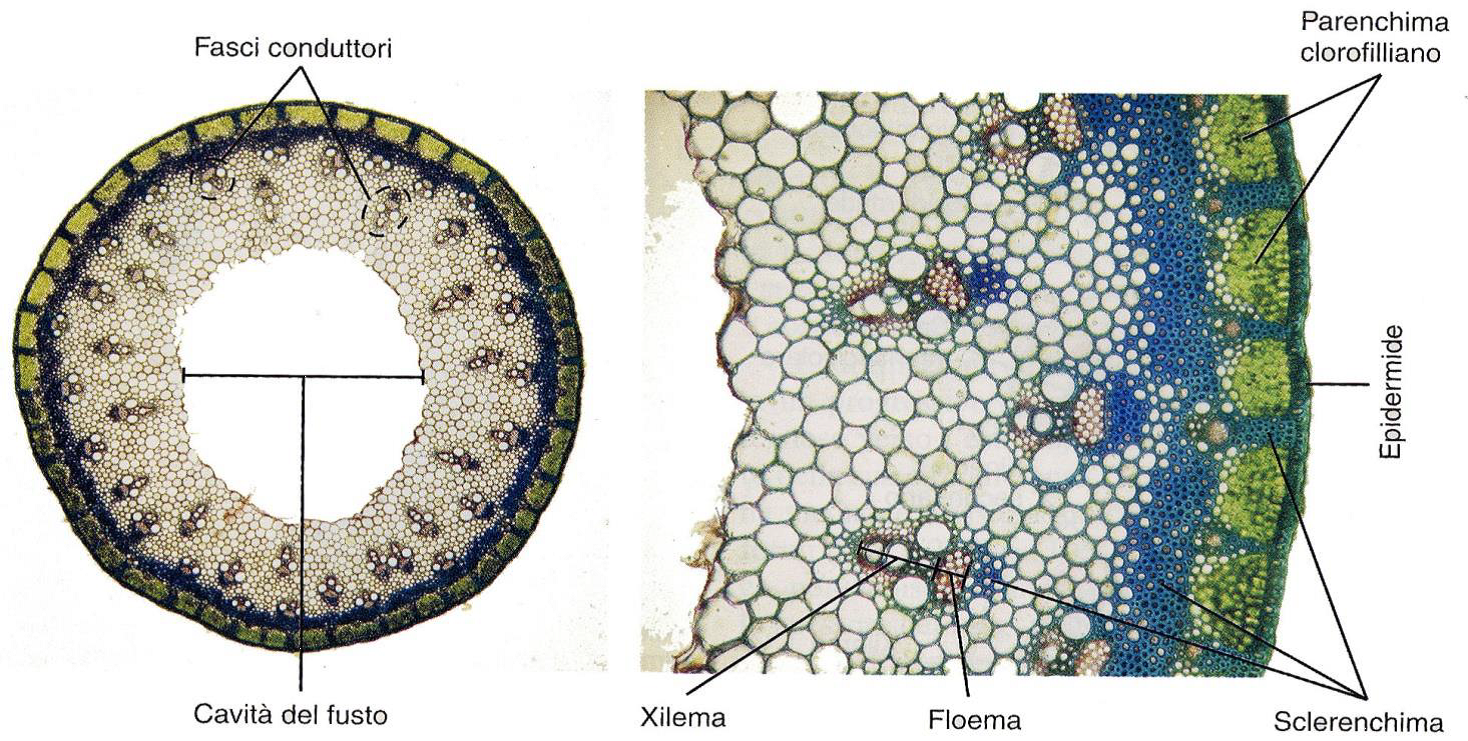 Fasci conduttori
Cavità del fusto
Parenchima
clorofilliano
Epidermide
Xilema
Floema
Sclerenchima